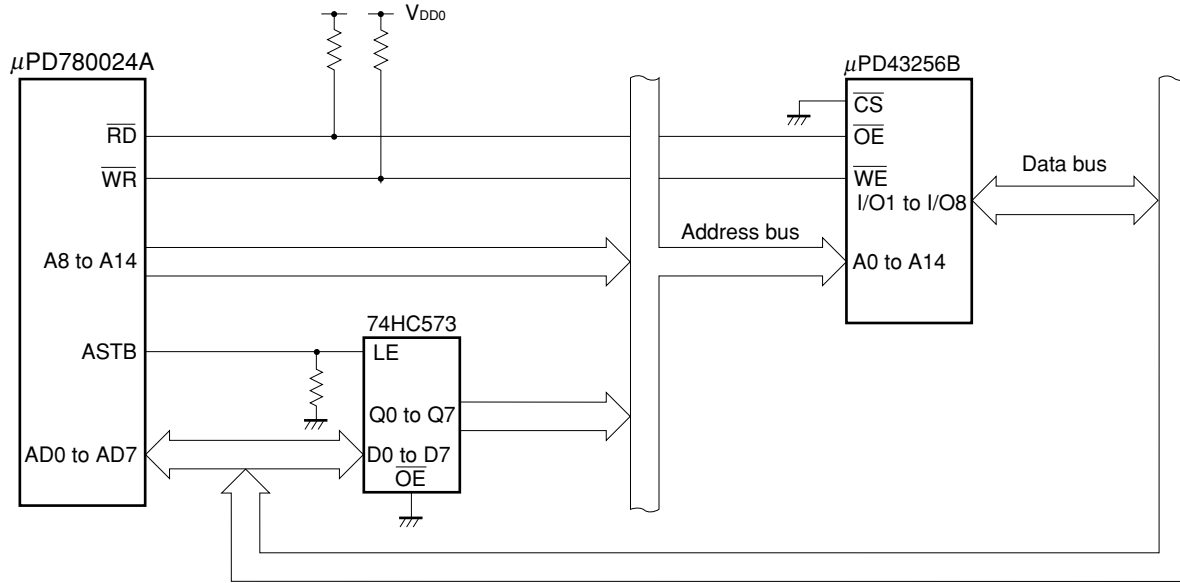 VDD0
μPD780024A
μPD43256B
CS
RD
OE
WR
WE
Data bus
I/O1 to I/O8
Address bus
A8 to A14
A0 to A14
74HC573
ASTB
LE
Q0 to Q7
AD0 to AD7
D0 to D7
OE